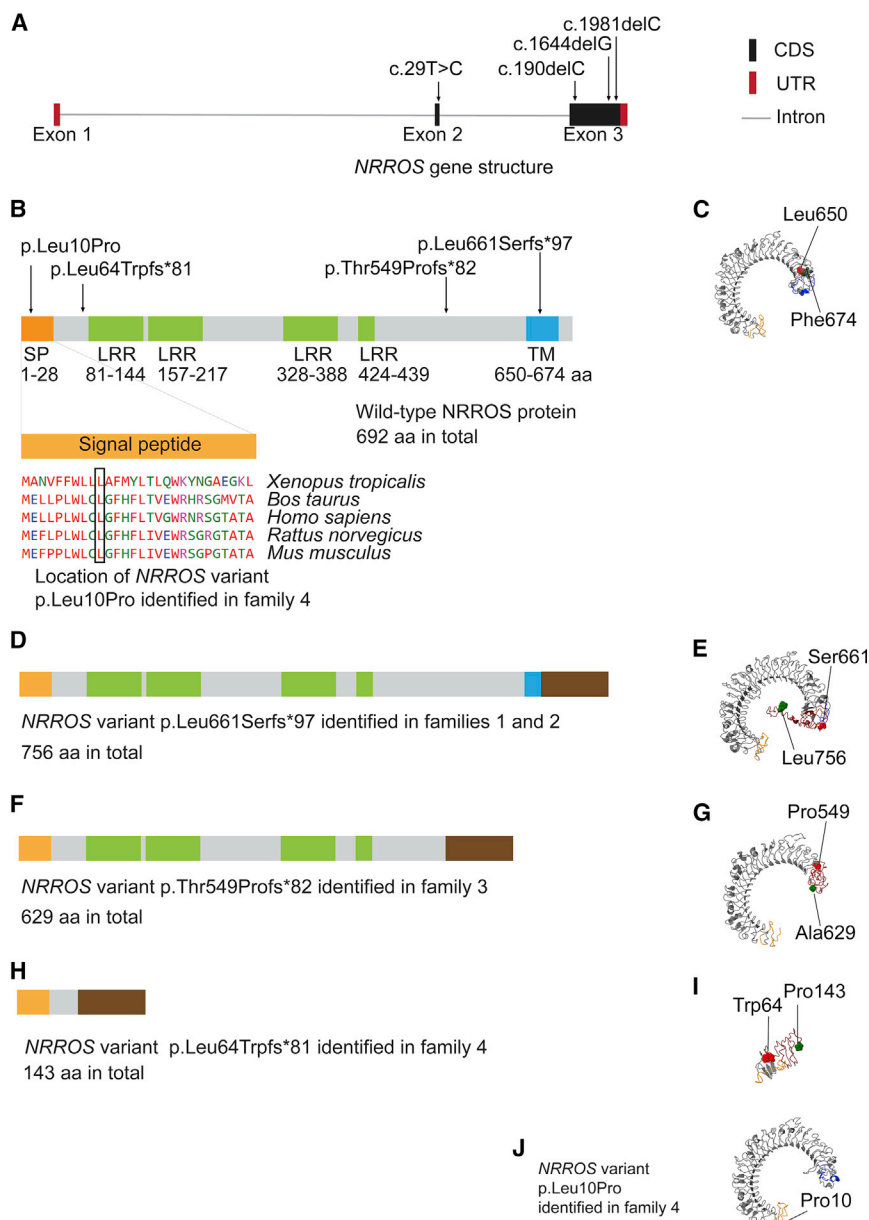 A
c.1981delC
c.1644delG
c.29T>C
c.190delC
CDS
UTR
Intron
Exon 1
Exon 2
Exon 3
NRROS gene structure
B
p.Leu10Pro
p.Leu64Trpfs*81
p.Leu661Serfs*97
p.Thr549Profs*82
SP
LRR
LRR
LRR
LRR
TM
1-28
81-144
157-217
328-388
424-439
650-674 aa
Wild-type NRROS protein
692 aa in total
Signal peptide
MANVFFWLLLAFMYLTLQWKYNGAEGKL Xenopus tropicalis
MELLPLWLCLGFHFLTVEWRHRSGMVTA Bos taurus
MELLPLWLCLGFHFLTVGWRNRSGTATA Homo sapiens
MEFLPLWLCLGFHFLIVEWRSGRGTATA Rattus norvegicus
MEFPPLWLCLGFHFLIVEWRSGPGTATA Mus musculus
Location of NRROS variant
p.Leu10Pro identified in family 4
C
Leu650
Phe674
D
NRROS variant p.Leu661Serfs*97 identified in families 1 and 2
756 aa in total
E
Ser661
Leu756
F
NRROS variant p.Thr549Profs*82 identified in family 3
629 aa in total
G
Pro549
Ala629
H
NRROS variant p.Leu64Trpfs*81 identified in family 4
143 aa in total
I
Pro143
Trp64
J
NRROS variant
p.Leu10Pro
identified in family 4
Pro10